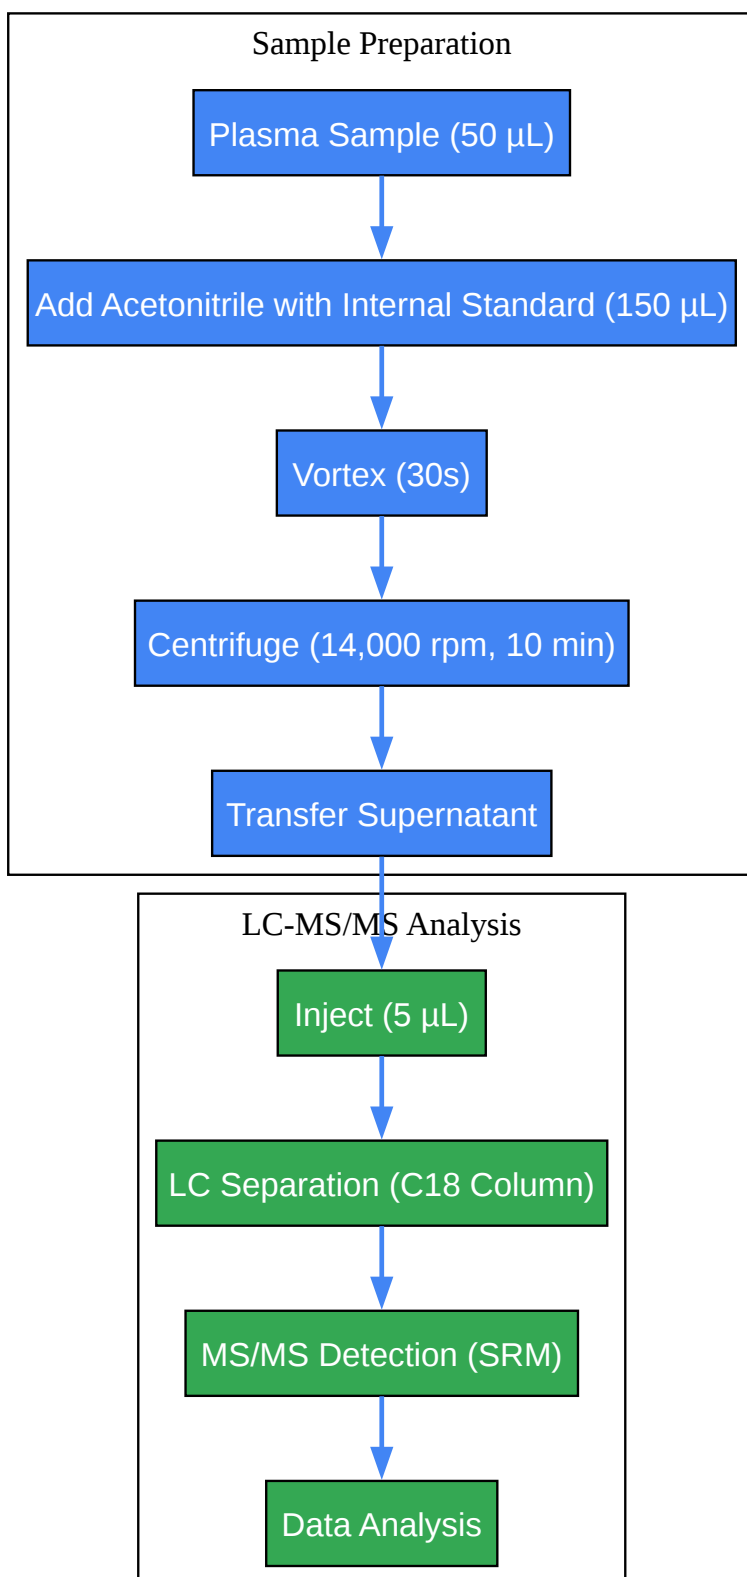 Sample Preparation
Plasma Sample (50 µL)
Add Acetonitrile with Internal Standard (150 µL)
Vortex (30s)
Centrifuge (14,000 rpm, 10 min)
Transfer Supernatant
LC-MS/MS Analysis
Inject (5 µL)
LC Separation (C18 Column)
MS/MS Detection (SRM)
Data Analysis